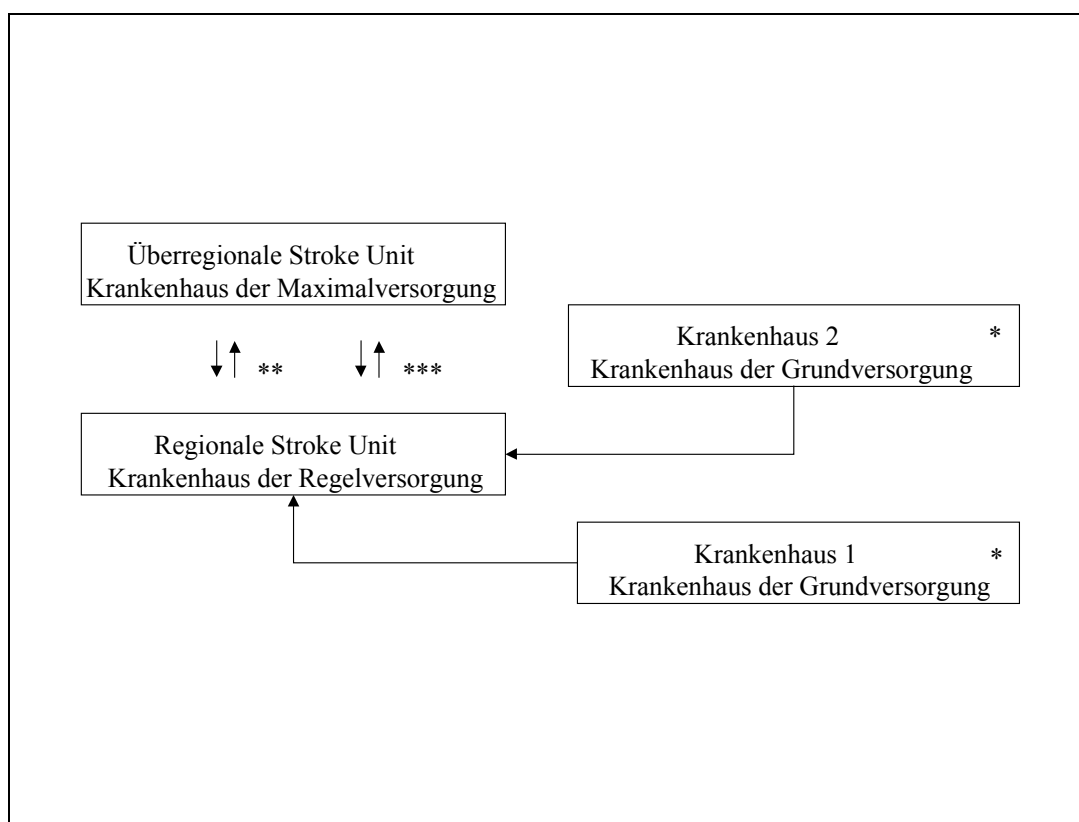 Überregionale Stroke Unit
Krankenhaus der Maximalversorgung
** ***
Krankenhaus 2 *
Krankenhaus der Grundversorgung
Regionale Stroke Unit
Krankenhaus der Regelversorgung
Krankenhaus 1 *
Krankenhaus der Grundversorgung